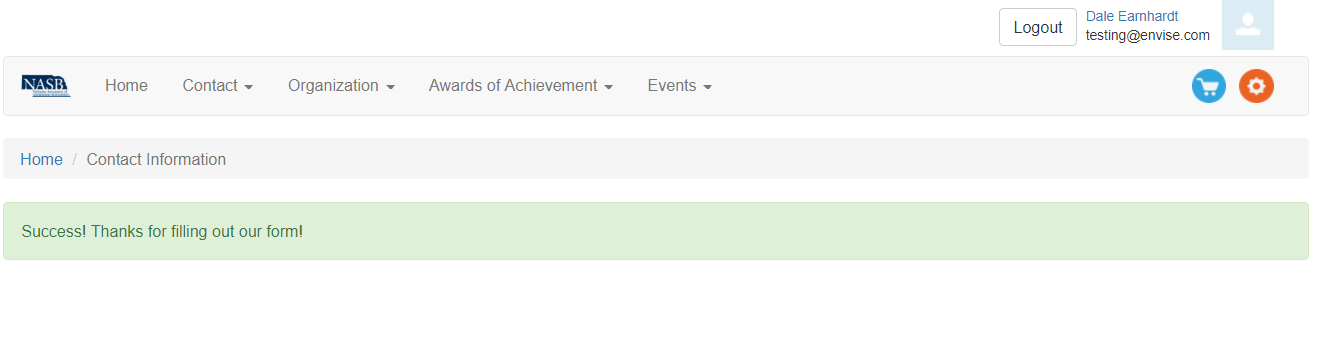 Logout
Dale Earnhardt
testing@envise.com
NASB
Home Contact Organization Awards of Achievement Events
Home / Contact Information
Success! Thanks for filling out our form!